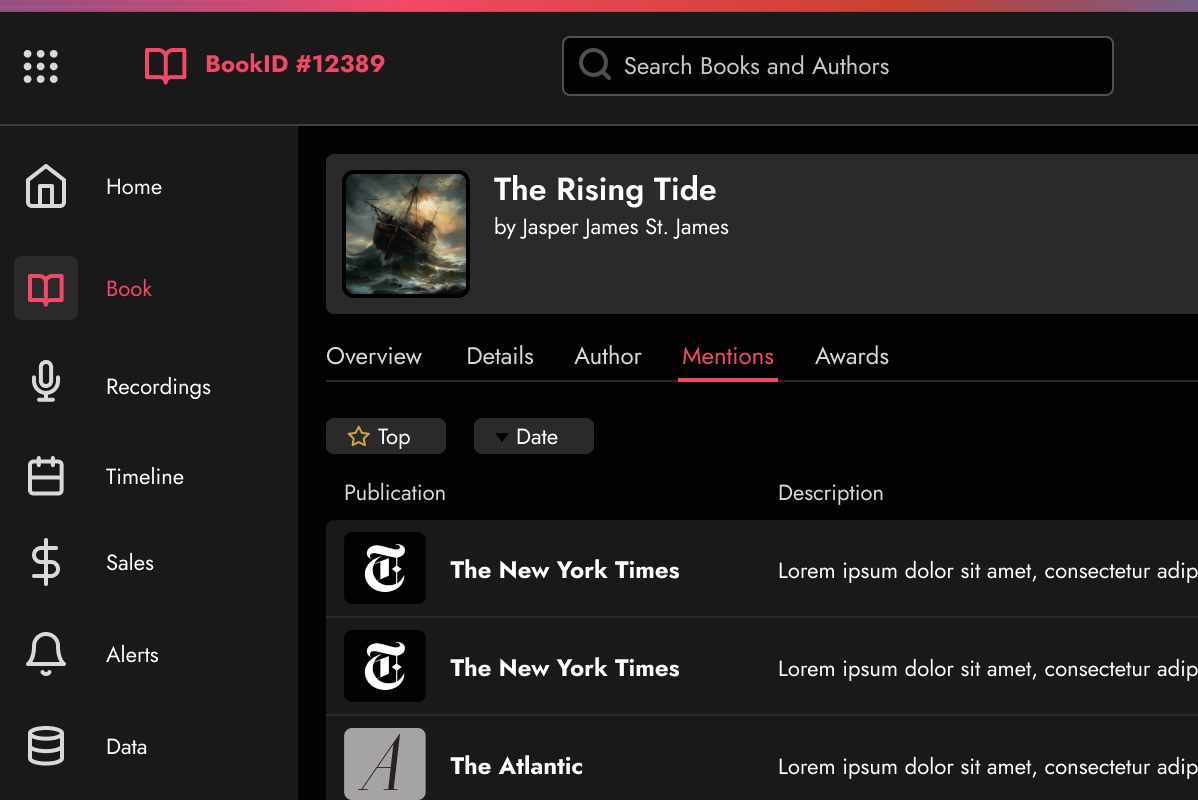 BookID #12389
Search Books and Authors
Home
Book
Recordings
Timeline
Sales
Alerts
Data
The Rising Tide
by Jasper James St. James
Overview Details Author Mentions Awards
Top Date
Publication Description
T The New York Times Lorem ipsum dolor sit amet, consectetur adip
T The New York Times Lorem ipsum dolor sit amet, consectetur adip
A The Atlantic Lorem ipsum dolor sit amet, consectetur adip